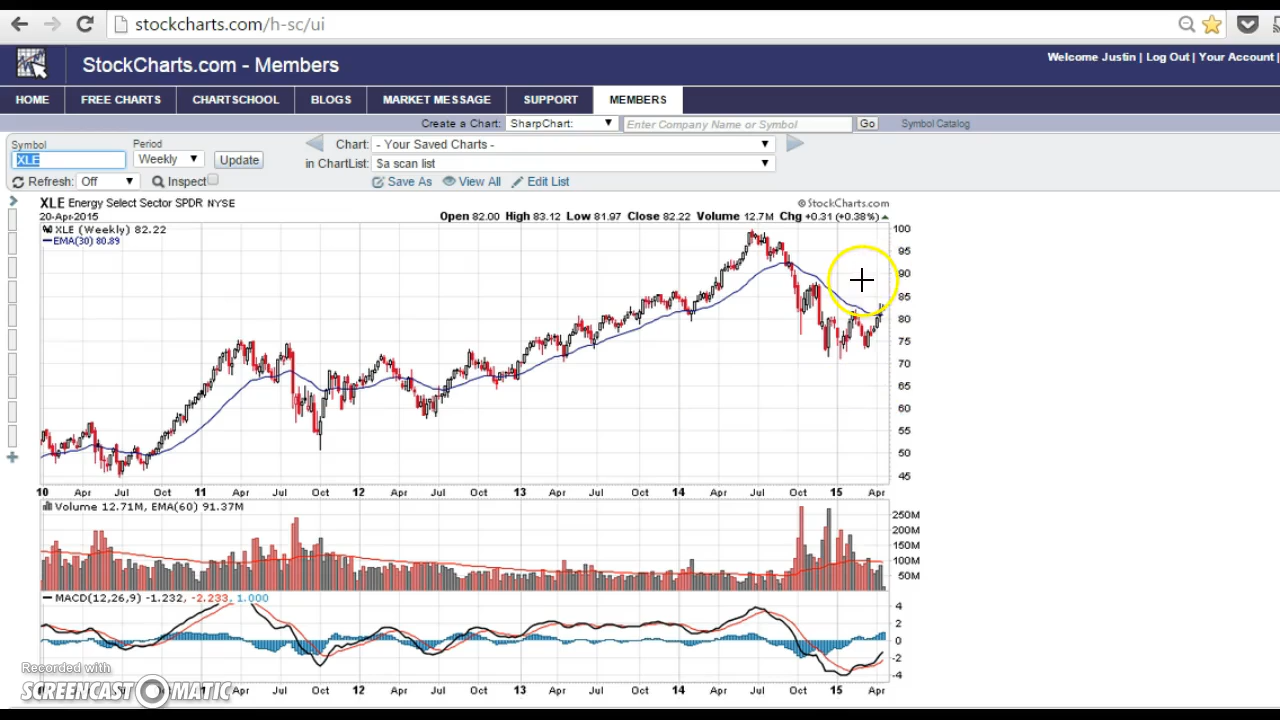 stockcharts.com/h-sc/ui
Welcome Justin | Log Out | Your Account |
StockCharts.com - Members
HOME FREE CHARTS CHARTSCHOOL BLOGS MARKET MESSAGE SUPPORT MEMBERS
Create a Chart: SharpChart: Enter Company Name or Symbol Go Symbol Catalog
Symbol Period Chart: - Your Saved Charts -
XLE Weekly Update in ChartList: $a scan list
Refresh: Off Inspect Save As View All Edit List
XLE Energy Select Sector SPDR NYSE © StockCharts.com
20-Apr-2015 Open 82.00 High 83.12 Low 81.97 Close 82.22 Volume 12.7M Chg +0.31 (+0.38%)
XLE (Weekly) 82.22
EMA(30) 80.89
100
95
90
85
80
75
70
65
60
55
50
45
10 Apr Jul Oct 11 Apr Jul Oct 12 Apr Jul Oct 13 Apr Jul Oct 14 Apr Jul Oct 15 Apr
Volume 12.71M, EMA(60) 91.37M
250M
200M
150M
100M
50M
MACD(12,26,9) -1.232, -2.233, 1.000
4
2
0
-2
-4
Recorded with
SCREENCAST-O-MATIC
Oct 12 Apr Jul Oct 13 Apr Jul Oct 14 Apr Jul Oct 15 Apr